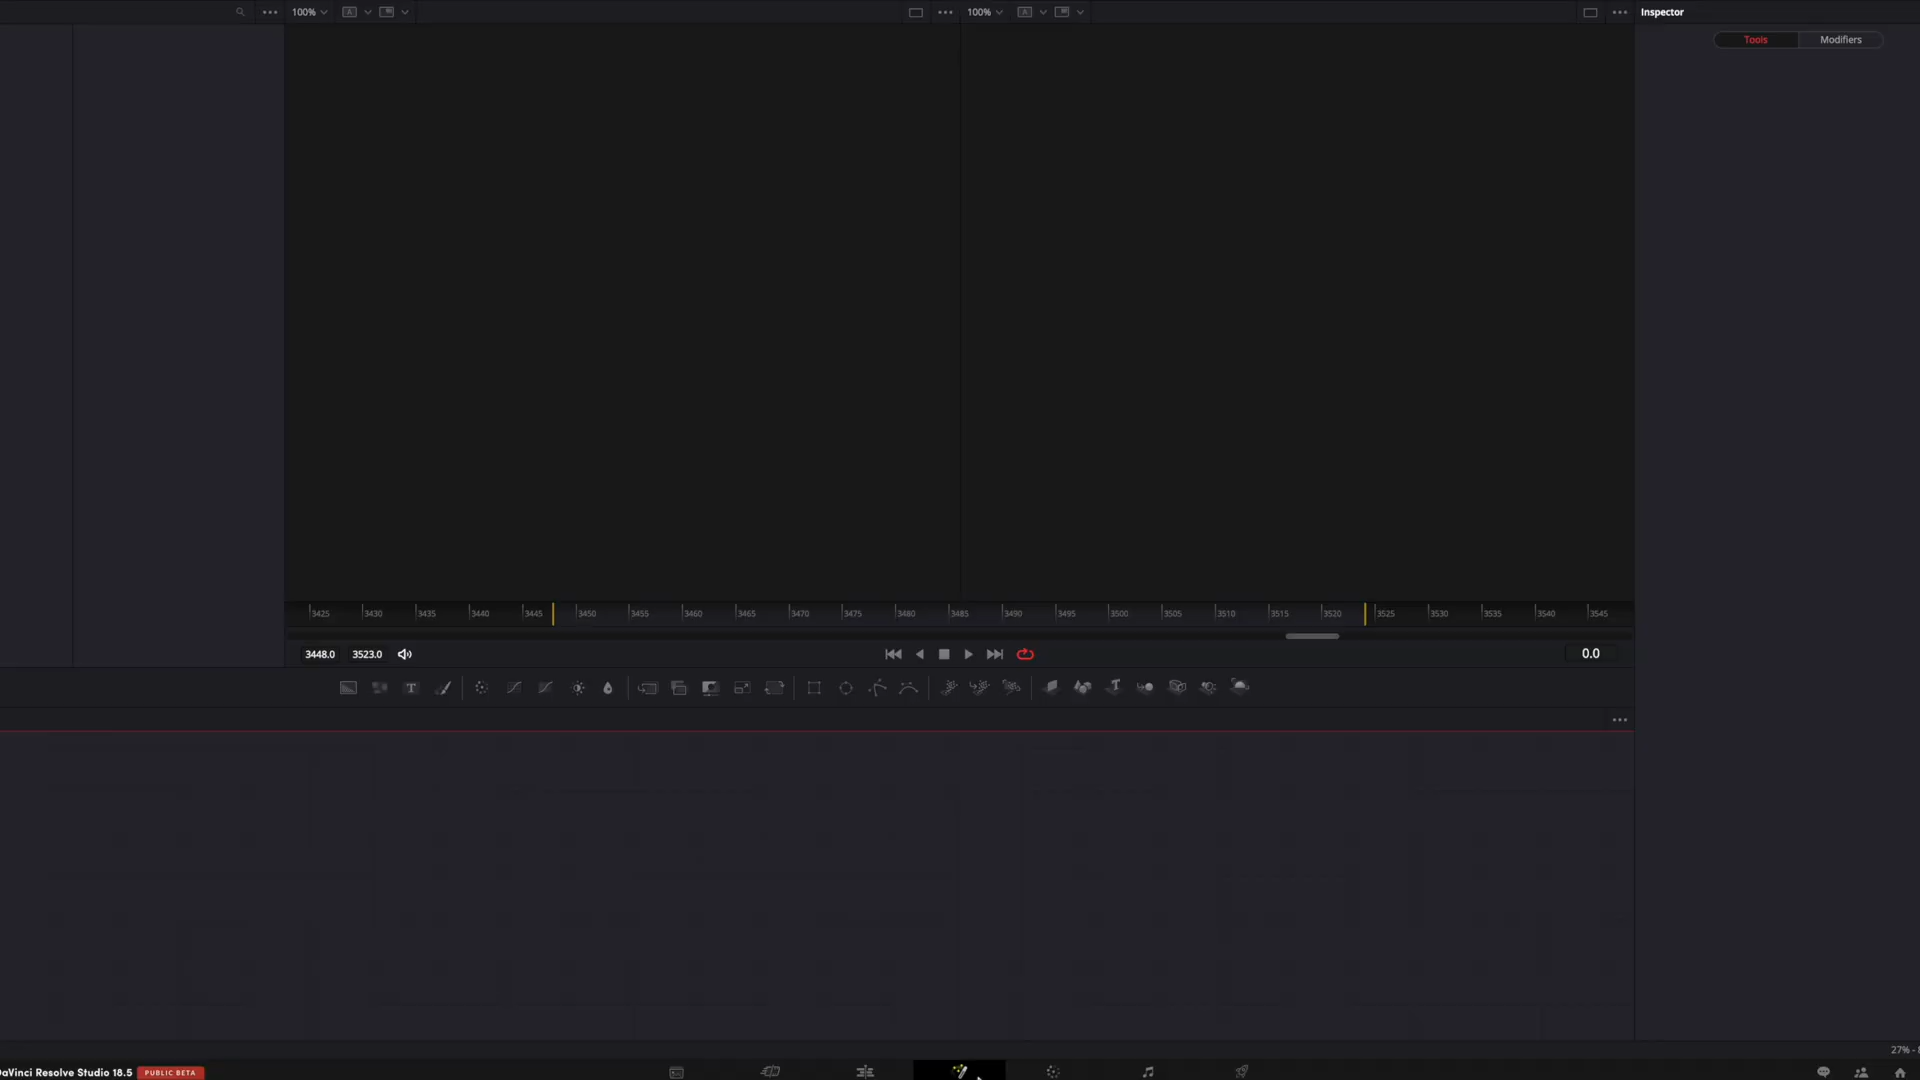 100%
100%
Inspector
Tools
Modifiers
3425 3430 3435 3440 3445 3450 3455 3460 3465 3470 3475 3480 3485 3490 3495 3500 3505 3510 3515 3520 3525 3530 3535 3540 3545
3448.0 3523.0
0.0
T
27% -
DaVinci Resolve Studio 18.5 PUBLIC BETA